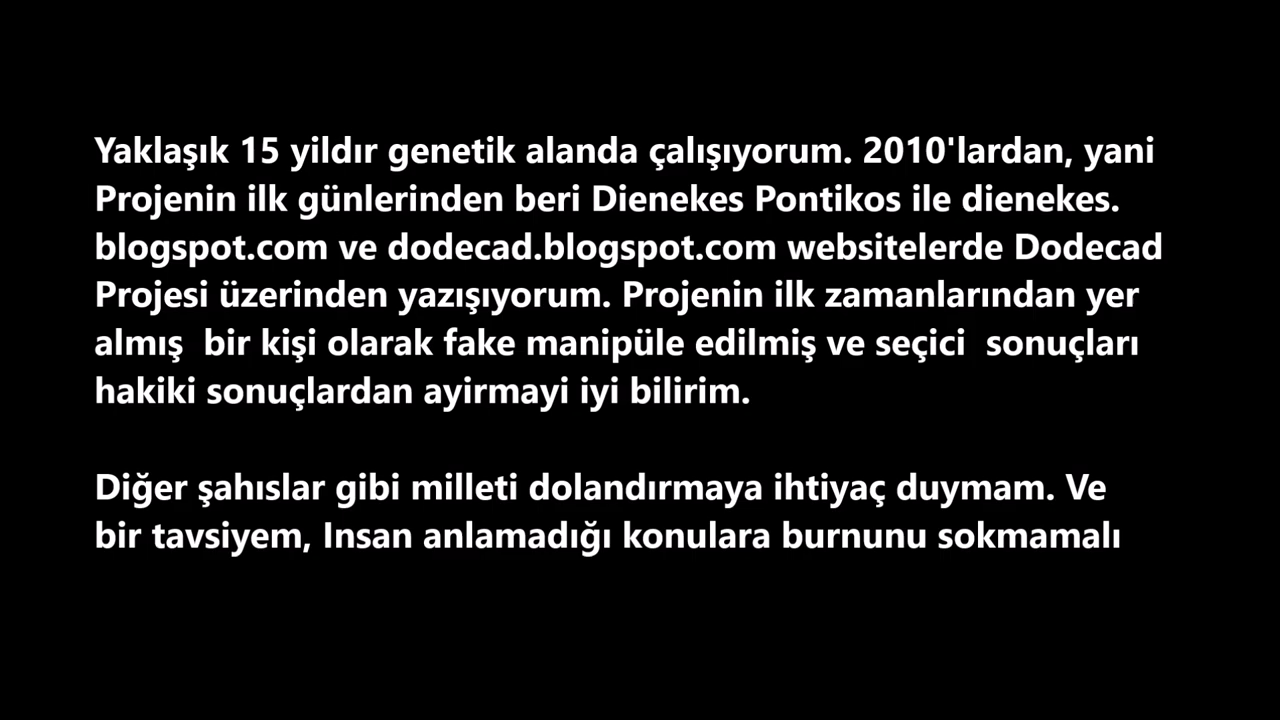 Yaklaşık 15 yildır genetik alanda çalışıyorum. 2010'lardan, yani
Projenin ilk günlerinden beri Dienekes Pontikos ile dienekes.
blogspot.com ve dodecad.blogspot.com websitelerde Dodecad
Projesi üzerinden yazışıyorum. Projenin ilk zamanlarından yer
almış  bir kişi olarak fake manipüle edilmiş ve seçici  sonuçları
hakiki sonuçlardan ayirmayi iyi bilirim.
Diğer şahıslar gibi milleti dolandırmaya ihtiyaç duymam. Ve
bir tavsiyem, Insan anlamadığı konulara burnunu sokmamalı